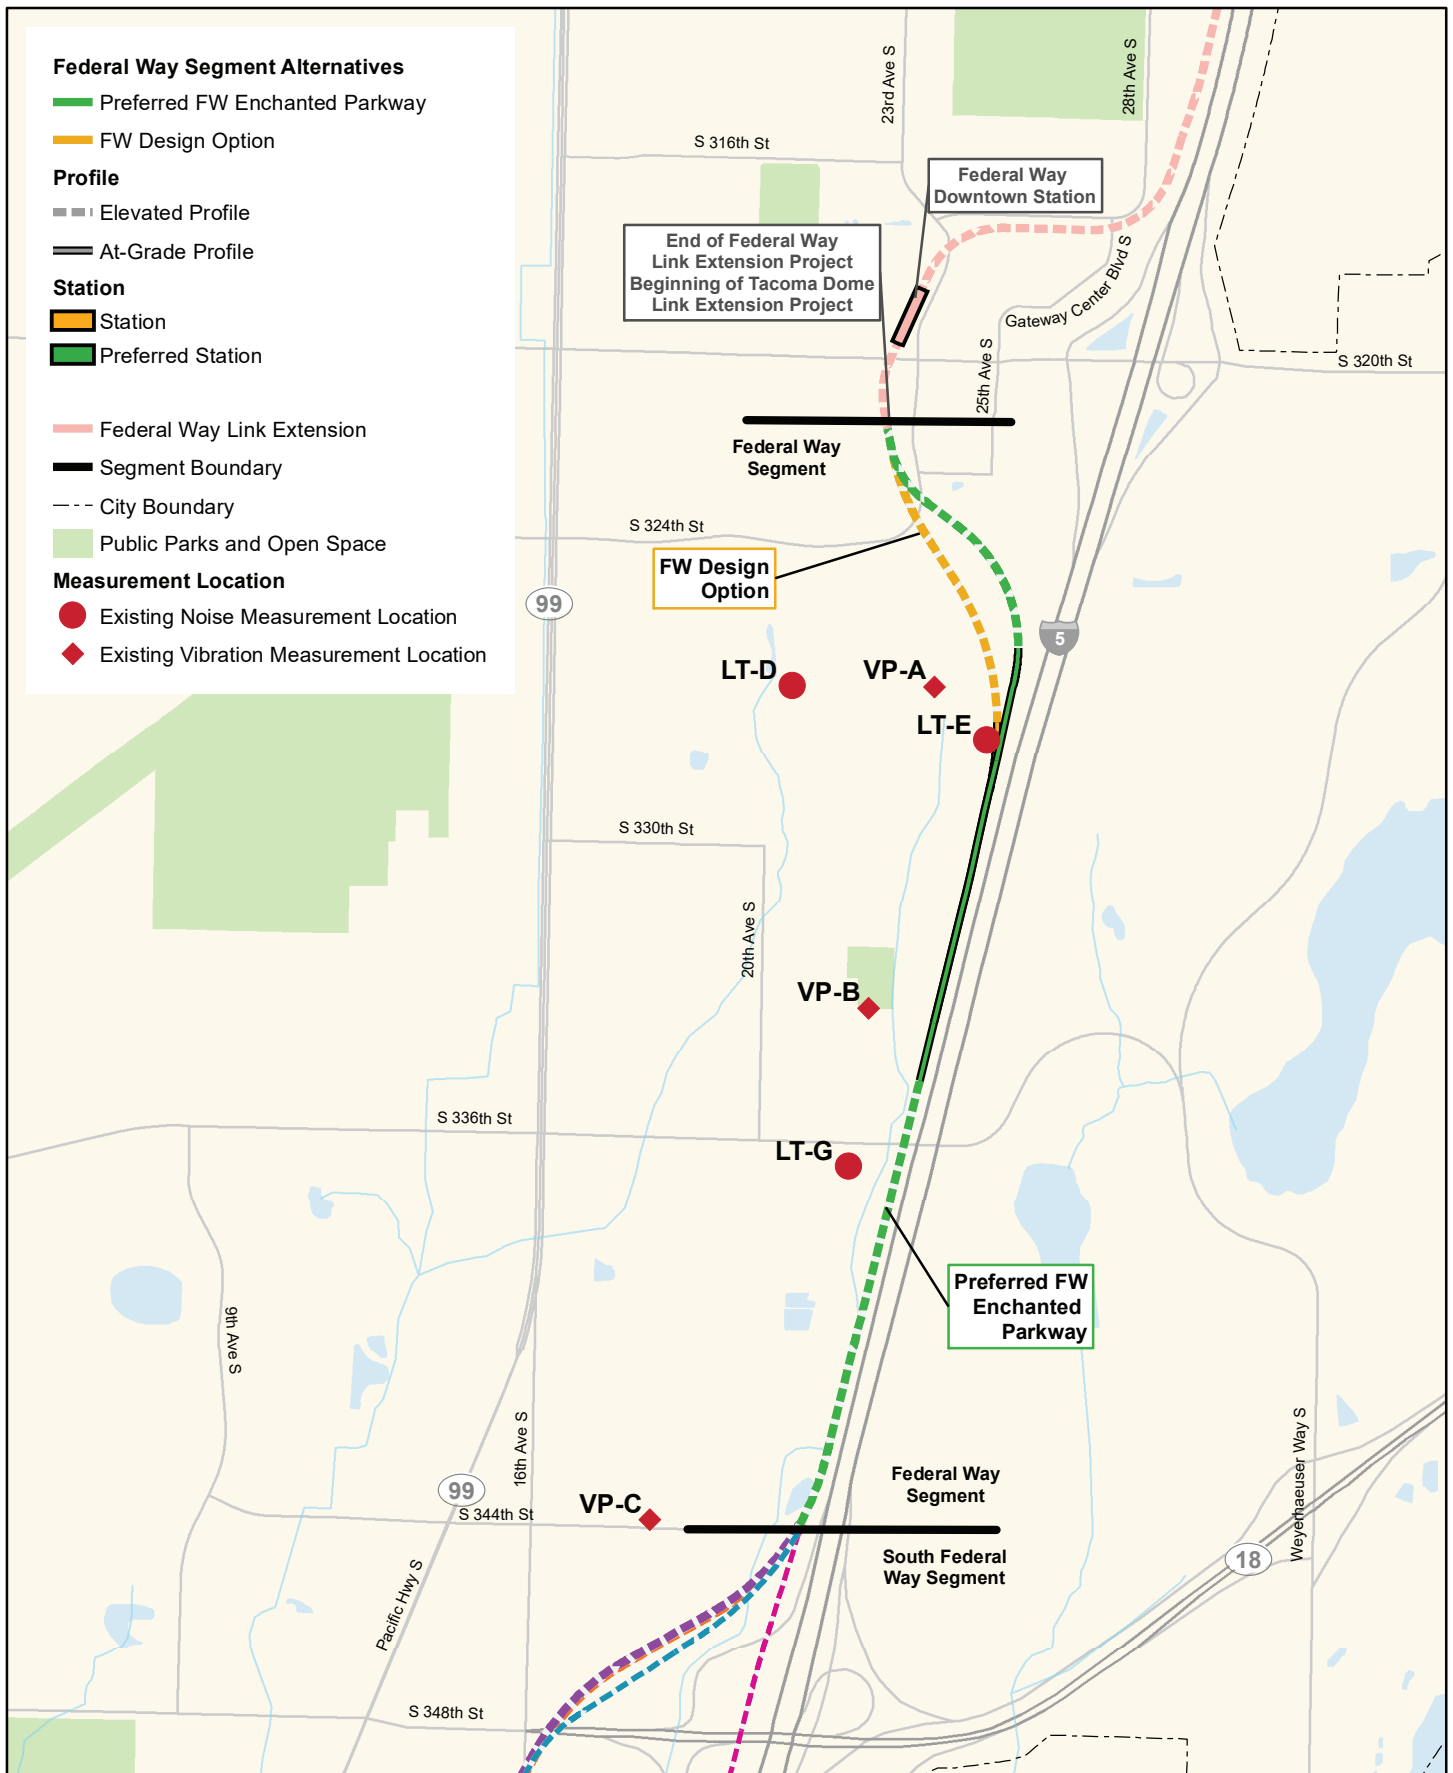 Federal Way Segment Alternatives
Preferred FW Enchanted Parkway
FW Design Option
Profile
Elevated Profile
At-Grade Profile
Station
Station
Preferred Station
Federal Way Link Extension
Segment Boundary
City Boundary
Public Parks and Open Space
Measurement Location
Existing Noise Measurement Location
Existing Vibration Measurement Location
23rd Ave S
28th Ave S
S 316th St
Federal Way
Downtown Station
End of Federal Way
Link Extension Project
Beginning of Tacoma Dome
Link Extension Project
Gateway Center Blvd S
25th Ave S
S 320th St
Federal Way
Segment
S 324th St
FW Design
Option
99
5
LT-D
VP-A
LT-E
S 330th St
20th Ave S
VP-B
S 336th St
LT-G
Preferred FW
Enchanted
Parkway
9th Ave S
16th Ave S
Weyerhaeuser Way S
99
VP-C
S 344th St
Federal Way
Segment
South Federal
Way Segment
18
Pacific Hwy S
S 348th St